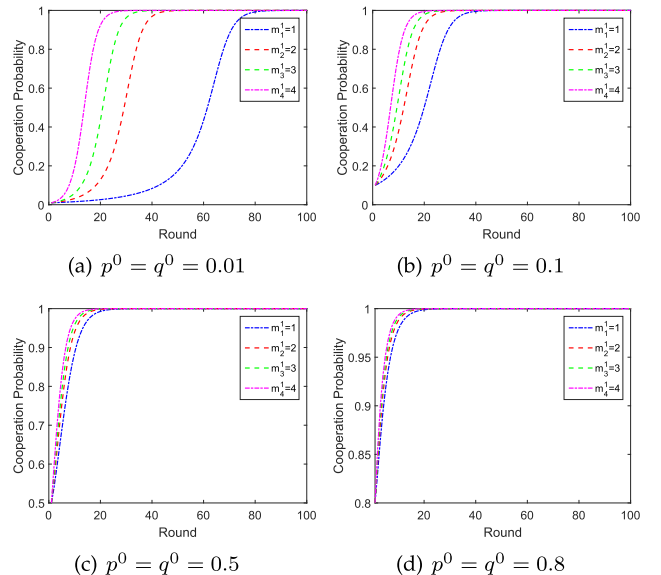 1
0.8
0.6
0.4
0.2
0
Cooperation Probability
0 20 40 60 80 100
Round
m₁¹=1
m₂¹=2
m₃¹=3
m₄¹=4
(a) p⁰ = q⁰ = 0.01
1
0.8
0.6
0.4
0.2
0
Cooperation Probability
0 20 40 60 80 100
Round
m₁¹=1
m₂¹=2
m₃¹=3
m₄¹=4
(b) p⁰ = q⁰ = 0.1
1
0.9
0.8
0.7
0.6
0.5
Cooperation Probability
0 20 40 60 80 100
Round
m₁¹=1
m₂¹=2
m₃¹=3
m₄¹=4
(c) p⁰ = q⁰ = 0.5
1
0.95
0.9
0.85
0.8
Cooperation Probability
0 20 40 60 80 100
Round
m₁¹=1
m₂¹=2
m₃¹=3
m₄¹=4
(d) p⁰ = q⁰ = 0.8